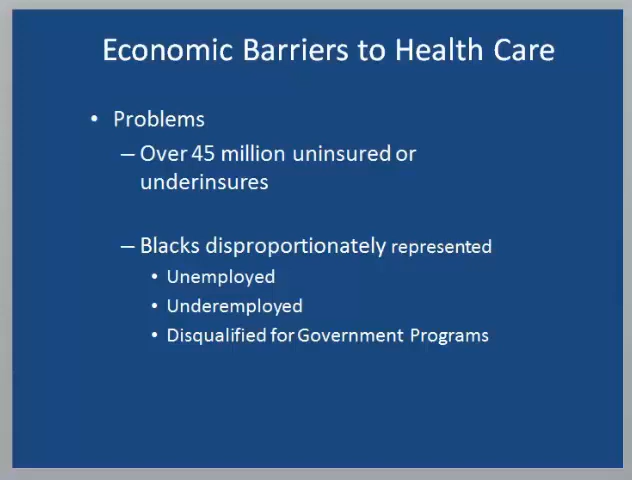 Economic Barriers to Health Care
• Problems
– Over 45 million uninsured or
underinsures
– Blacks disproportionately represented
• Unemployed
• Underemployed
• Disqualified for Government Programs